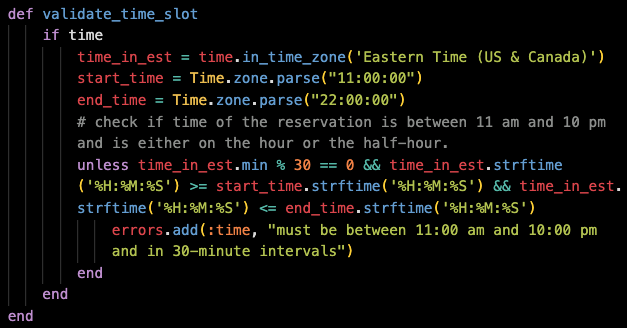 def validate_time_slot
if time
time_in_est = time.in_time_zone('Eastern Time (US & Canada)')
start_time = Time.zone.parse("11:00:00")
end_time = Time.zone.parse("22:00:00")
# check if time of the reservation is between 11 am and 10 pm
and is either on the hour or the half-hour.
unless time_in_est.min % 30 == 0 && time_in_est.strftime
('%H:%M:%S') >= start_time.strftime('%H:%M:%S') && time_in_est.
strftime('%H:%M:%S') <= end_time.strftime('%H:%M:%S')
errors.add(:time, "must be between 11:00 am and 10:00 pm
and in 30-minute intervals")
end
end
end